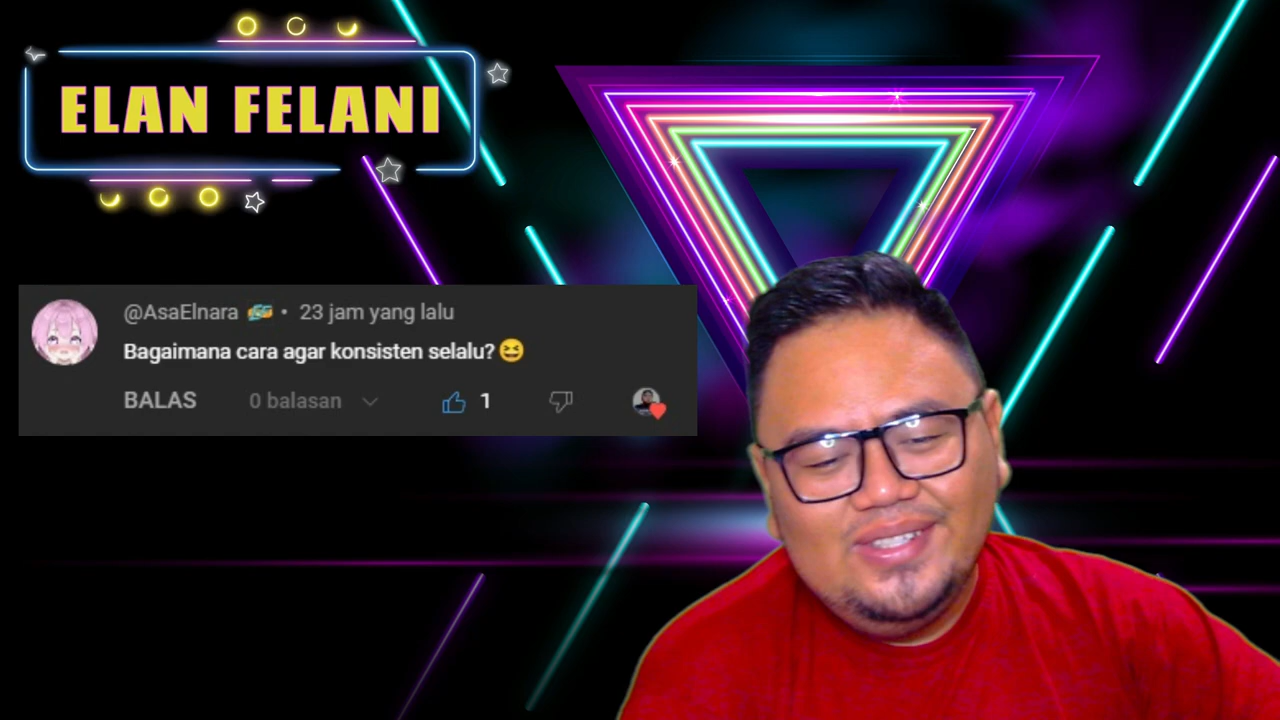 ELAN FELANI
@AsaElnara • 23 jam yang lalu
Bagaimana cara agar konsisten selalu?😆
BALAS 0 balasan 1